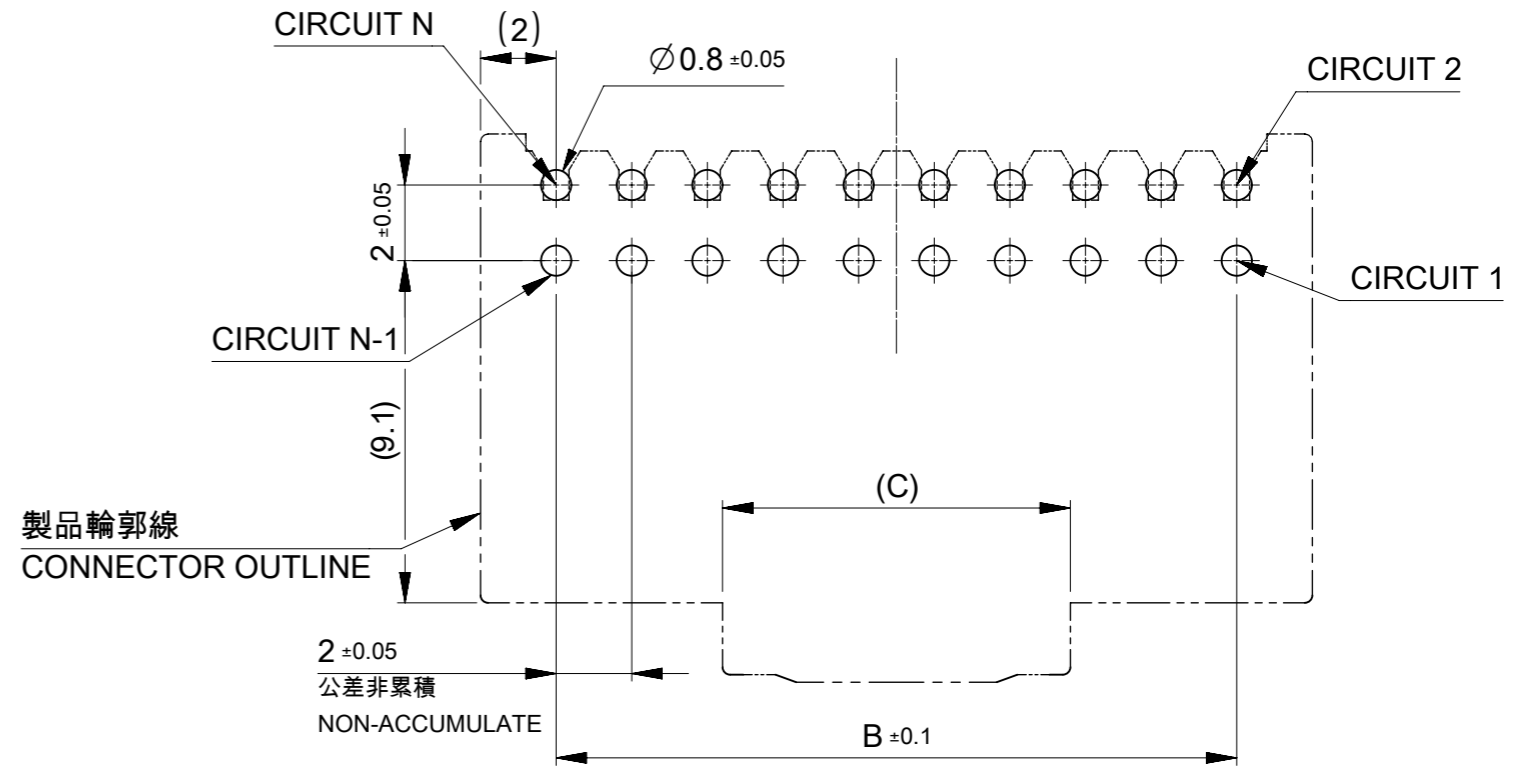 CIRCUIT N
(2)
∅0.8 ±0.05
CIRCUIT 2
2 ±0.05
CIRCUIT 1
CIRCUIT N-1
(9.1)
(C)
製品輪郭線
CONNECTOR OUTLINE
2 ±0.05
公差非累積
NON-ACCUMULATE
B ±0.1